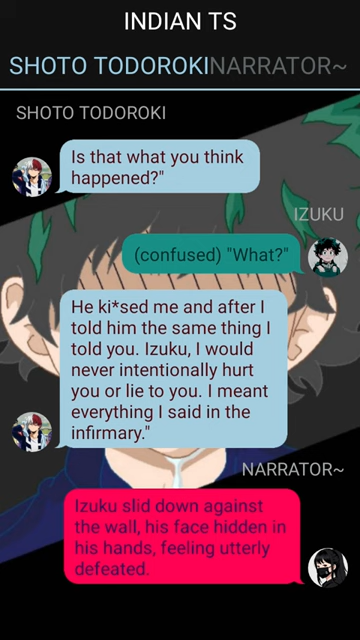 INDIAN TS
SHOTO TODOROKINARRATOR~
SHOTO TODOROKI
Is that what you think
happened?"
IZUKU
(confused) "What?"
He ki*sed me and after I
told him the same thing I
told you. Izuku, I would
never intentionally hurt
you or lie to you. I meant
everything I said in the
infirmary."
NARRATOR~
Izuku slid down against
the wall, his face hidden in
his hands, feeling utterly
defeated.